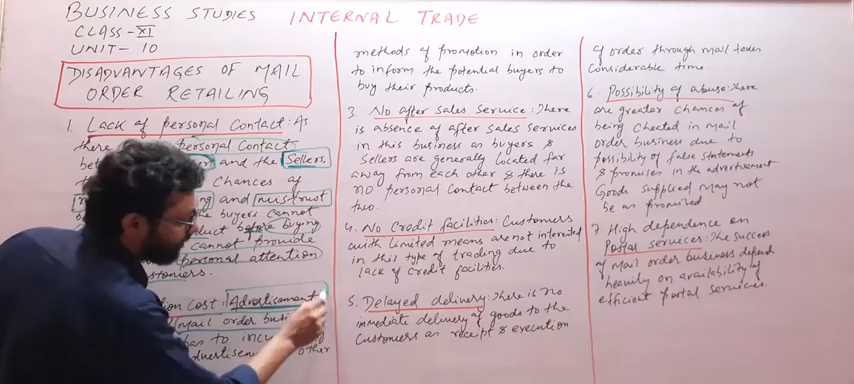 BUSINESS STUDIES INTERNAL TRADE
CLASS-XI
UNIT-10
DISADVANTAGES OF MAIL
ORDER RETAILING
1. Lack of personal Contact: As
there personal contact
bet and the Sellers,
chances of
and mistrust
buyers cannot
before buying
cannot provide
personal attention
customers.
ion cost: Advertisement
Mail order busi
has to incu
advertisement other
methods of promotion in order
to inform the potential buyers to
buy their products.
3. No after Sales Service: There
is absence of after sales services
in this business as buyers &
Sellers are generally located far
away from each other & there is
no personal contact between the
two.
4. No Credit facilities: Customers
with limited means are not interested
in this type of trading due to
lack of credit facilities.
5. Delayed delivery: There is no
immediate delivery of goods to the
Customers as receipt & execution
of order through mail takes
Considerable time.
6. Possibility of abuse: There
are greater chances of
being cheated in mail
order business due to
possibility of false statements
& promises in the advertisement
Goods supplied may not
be as promised
7. High dependence on
Postal services: The success
of Mail order business depends
heavily on availability of
efficient postal services.